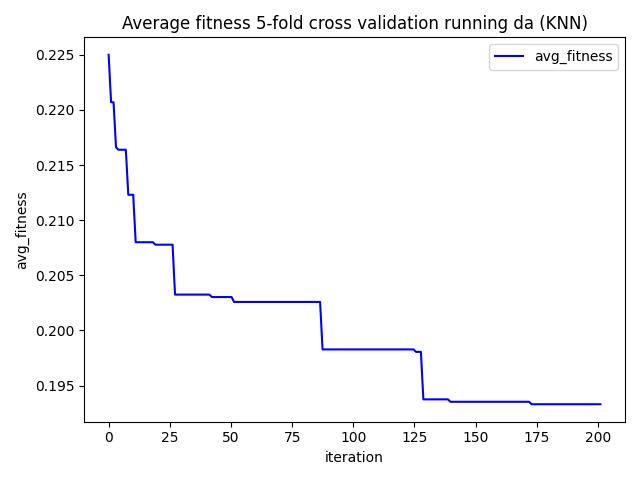 Average fitness 5-fold cross validation running da (KNN)
avg_fitness
0.225
0.220
0.215
0.210
0.205
0.200
0.195
avg_fitness
0 25 50 75 100 125 150 175 200
iteration